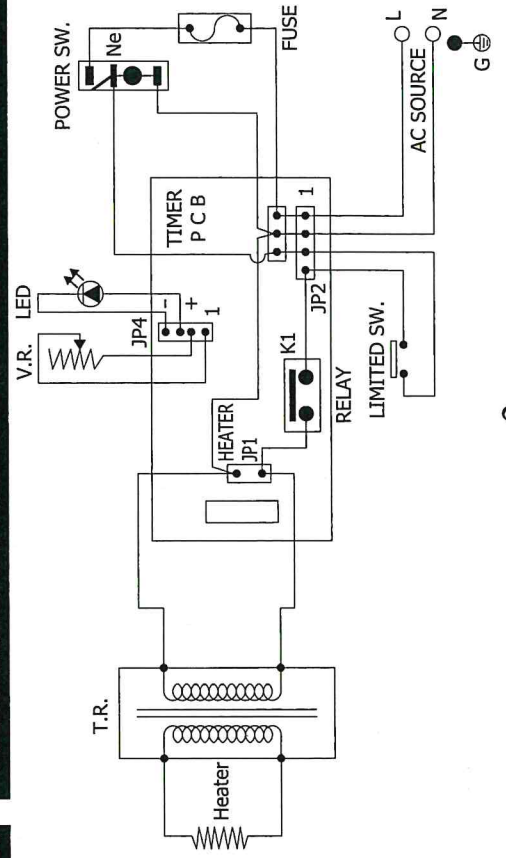 POWER SW.
Ne
FUSE
L
N
AC SOURCE
G
TIMER
P C B
1
JP2
LED
V.R.
JP4
-
+
1
K1
RELAY
LIMITED SW.
HEATER
JP1
T.R.
Heater